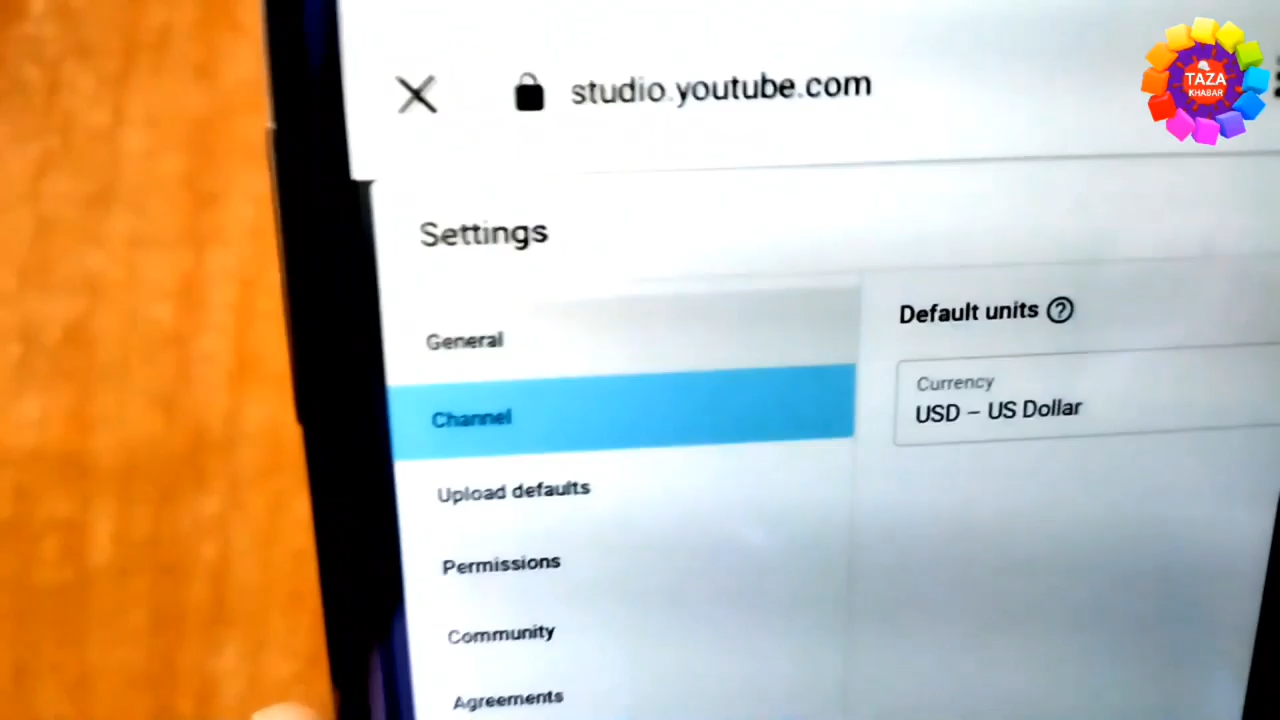 studio.youtube.com
TAZA
KHABAR
Settings
General
Default units ?
Channel
Currency
USD – US Dollar
Upload defaults
Permissions
Community
Agreements